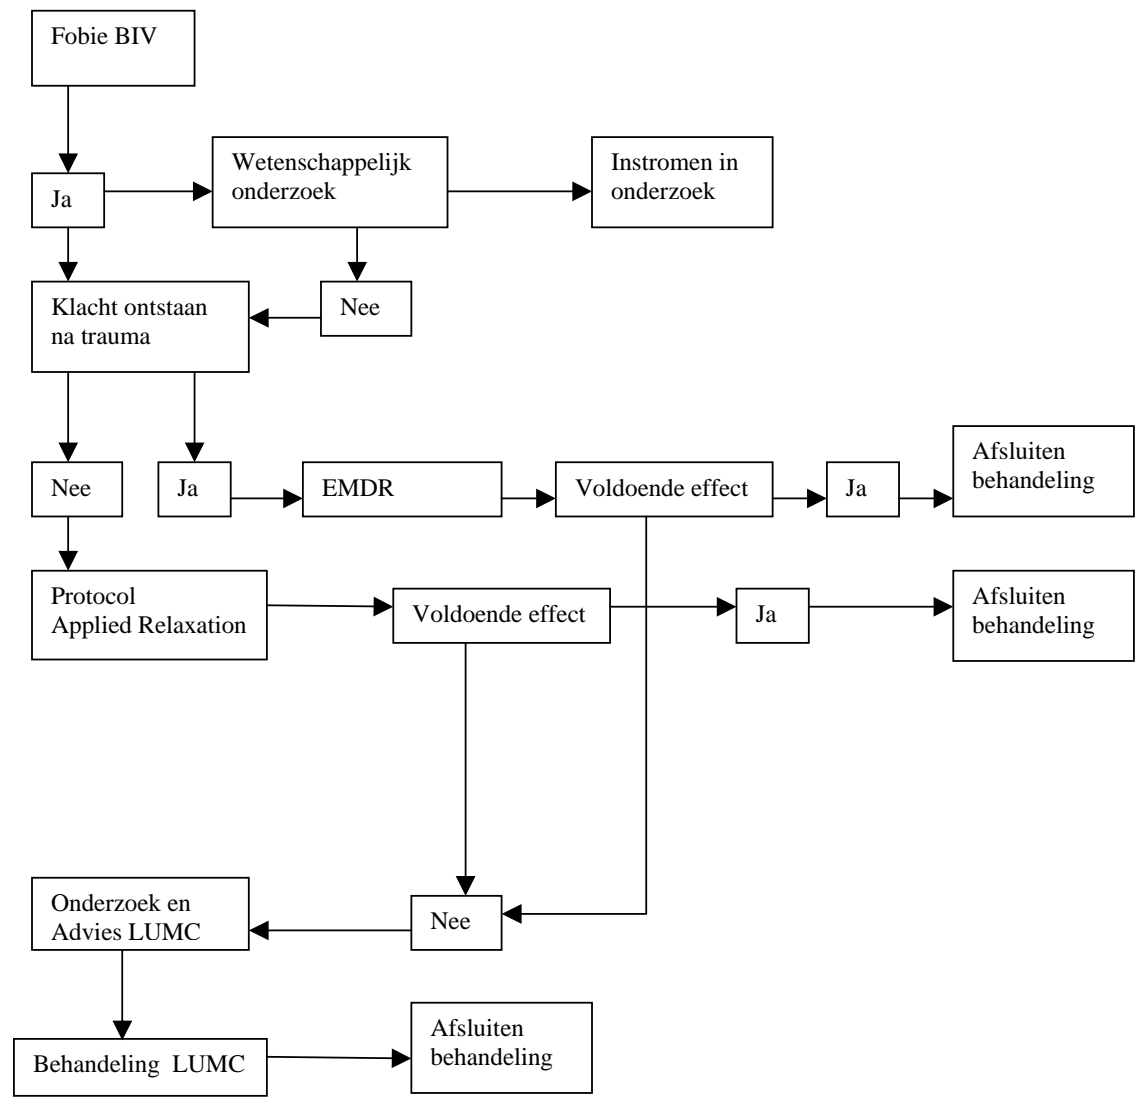 Fobie BIV
Wetenschappelijk
onderzoek
Instromen in
onderzoek
Ja
Klacht ontstaan
na trauma
Nee
Nee
Ja
EMDR
Voldoende effect
Ja
Afsluiten
behandeling
Protocol
Applied Relaxation
Voldoende effect
Ja
Afsluiten
behandeling
Onderzoek en
Advies LUMC
Nee
Behandeling LUMC
Afsluiten
behandeling